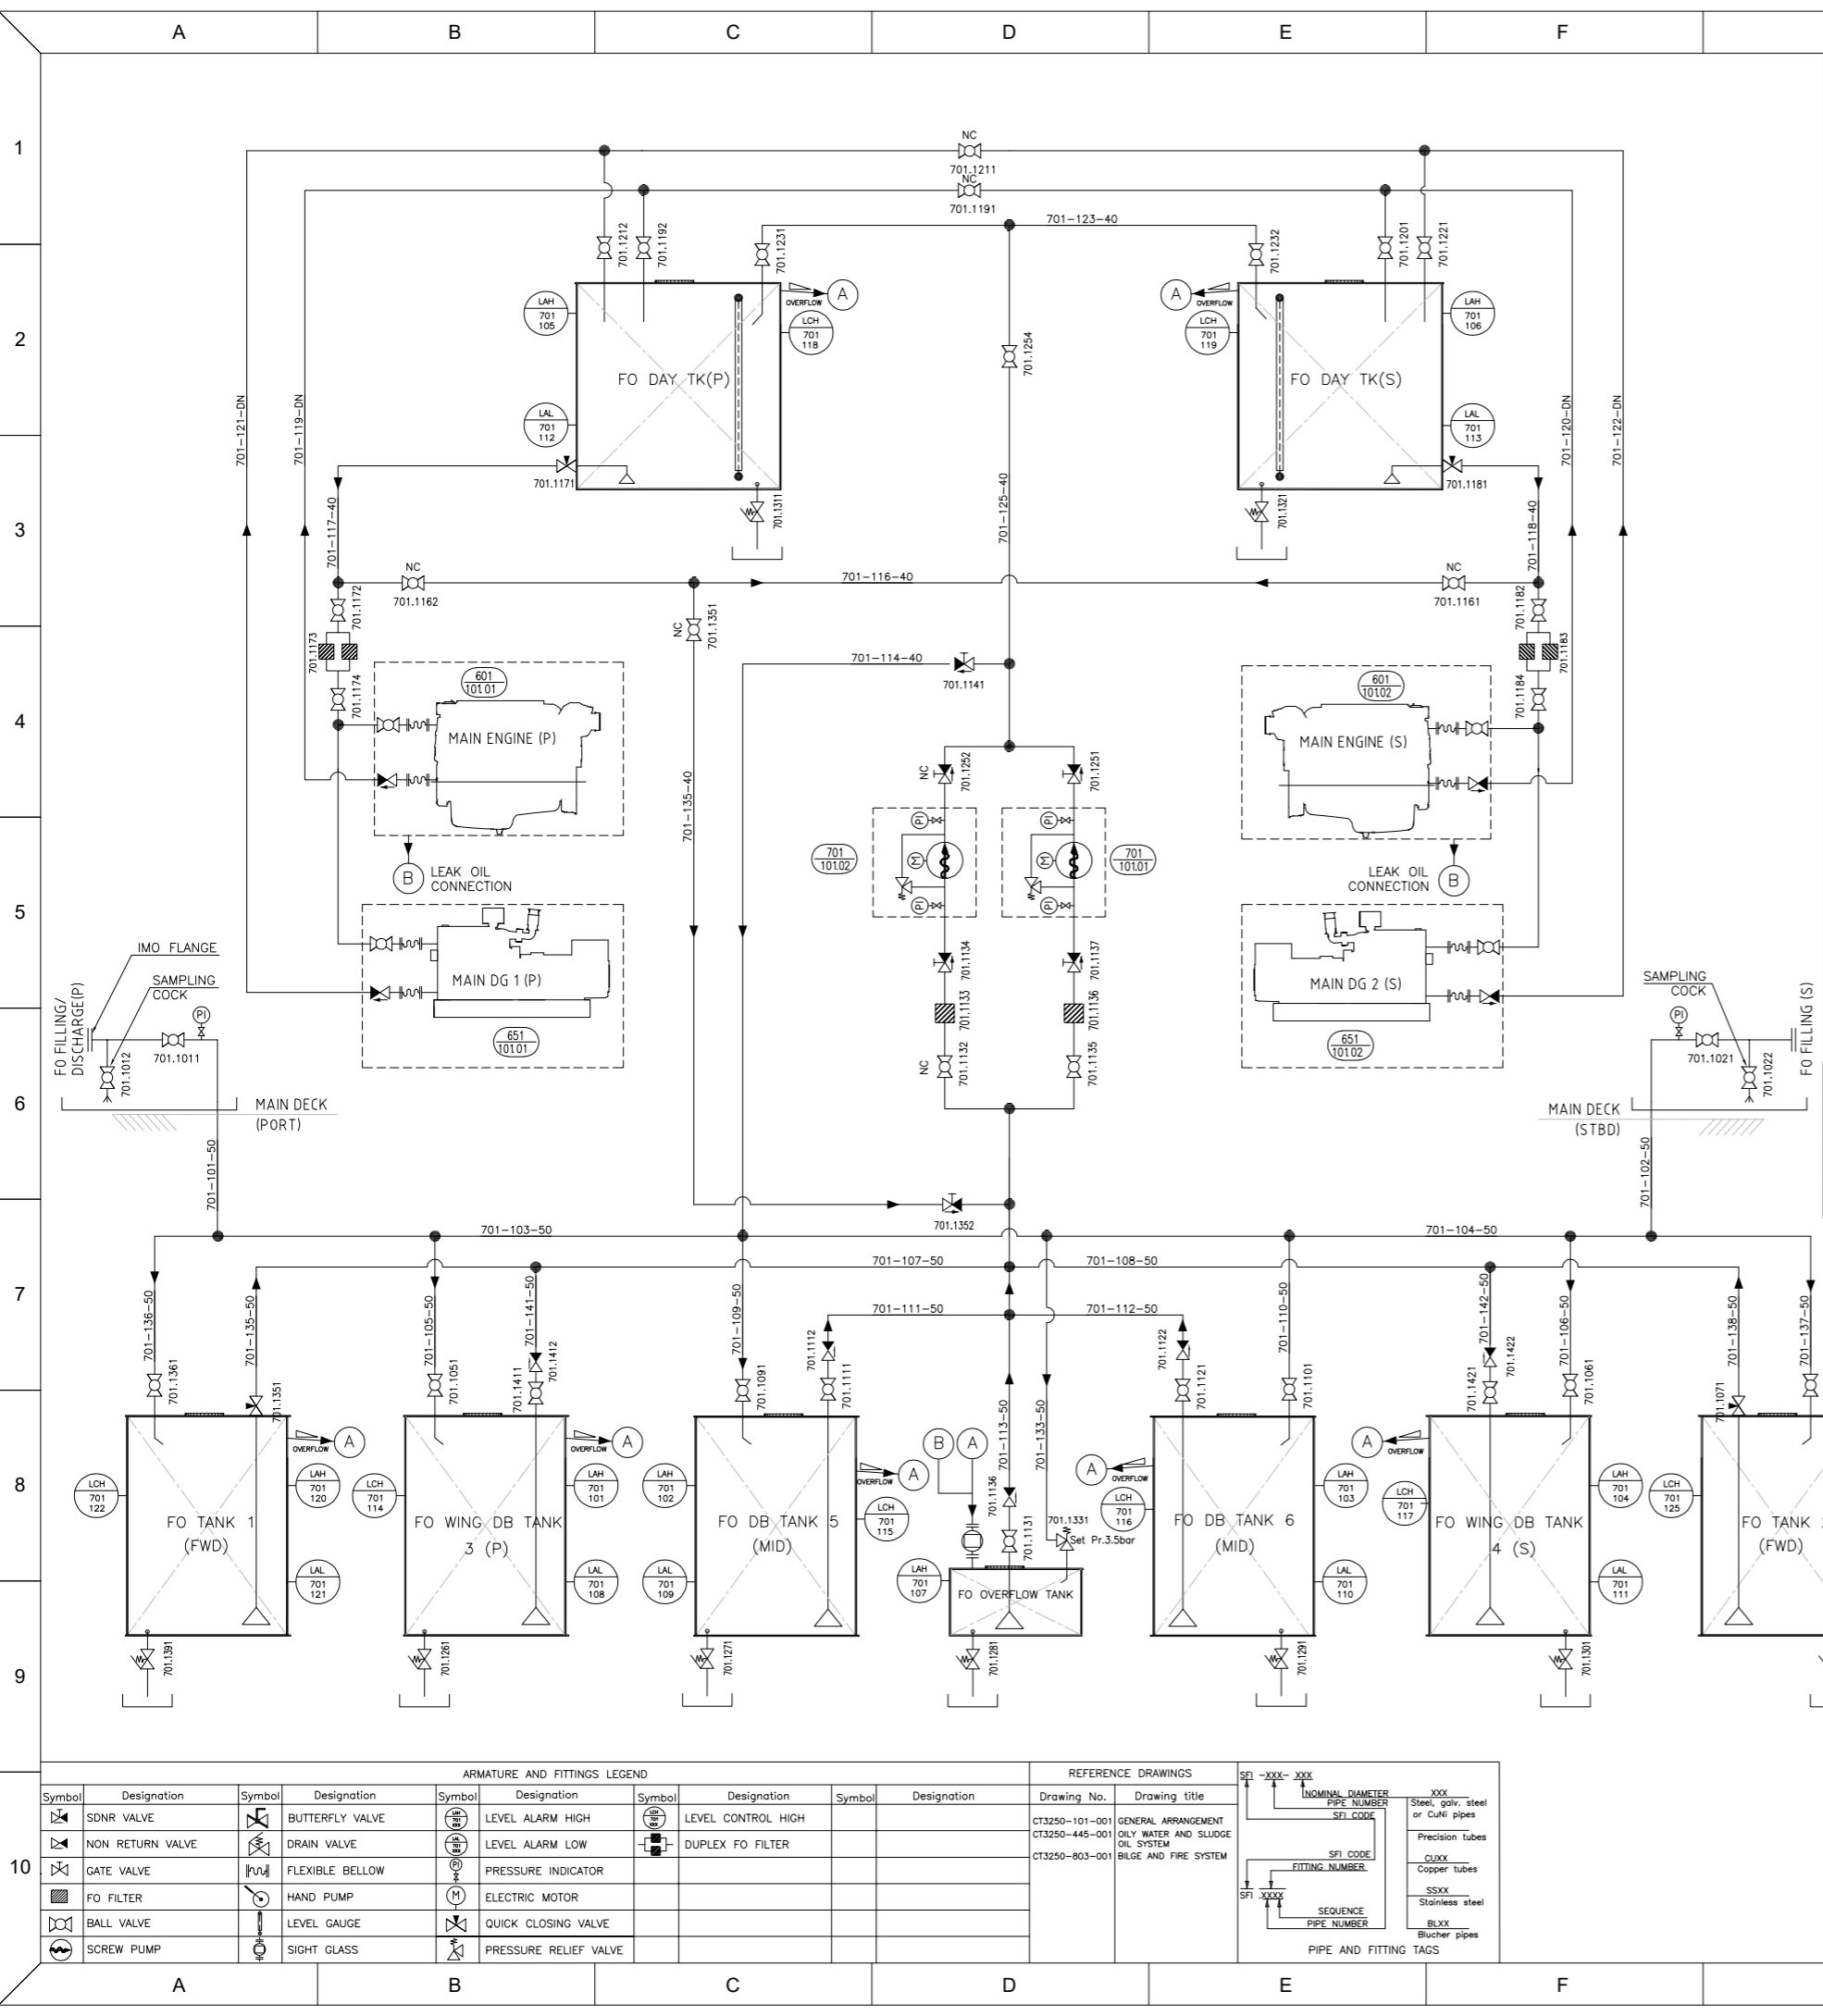 A B C D E F
1
NC
701.1211
NC
701.1191
701-123-40
701.1212
701.1192
701.1231
701.1232
701.1201
701.1221
2
LAH
701
105
OVERFLOW
A
LCH
701
118
FO DAY TK(P)
LAL
701
112
701.1254
A
OVERFLOW
LCH
701
119
LAH
701
106
FO DAY TK(S)
LAL
701
113
701-121-DN
701-119-DN
701-120-DN
701-122-DN
3
701.1171
701.1311
701-117-40
701-125-40
701.1321
701.1181
701-118-40
NC
701.1162
701-116-40
NC
701.1161
701.1172
NC
701.1351
701.1182
701.1173
701.1183
4
701-114-40
701.1141
701.1174
701.1184
601
101.01
MAIN ENGINE (P)
601
101.02
MAIN ENGINE (S)
701-135-40
NC
701.1252
701.1251
5
701
101.02
PI
M
PI
PI
M
PI
701
101.01
B
LEAK OIL
CONNECTION
LEAK OIL
CONNECTION
B
MAIN DG 1 (P)
651
101.01
MAIN DG 2 (S)
651
101.02
701.1134
701.1137
701.1133
701.1136
NC
701.1132
701.1135
IMO FLANGE
SAMPLING
COCK
PI
FO FILLING/
DISCHARGE(P)
701.1012
701.1011
6
MAIN DECK
(PORT)
701-101-50
SAMPLING
COCK
PI
701.1021
701.1022
FO FILLING (S)
MAIN DECK
(STBD)
701-102-50
701.1352
7
701-103-50
701-104-50
701-107-50
701-108-50
701-111-50
701-112-50
701-136-50
701.1361
701-135-50
701.1351
701-105-50
701.1051
701-141-50
701.1412
701.1411
701-109-50
701.1091
701.1112
701.1111
701-113-50
701-133-50
701.1122
701.1121
701-110-50
701.1101
701-142-50
701.1422
701.1421
701-106-50
701.1061
701-138-50
701.1071
701-137-50
8
LCH
701
122
FO TANK 1
(FWD)
OVERFLOW
A
LAH
701
120
LAL
701
121
LCH
701
114
FO WING DB TANK
3 (P)
OVERFLOW
A
LAH
701
101
LAL
701
108
LAH
701
102
LAL
701
109
FO DB TANK 5
(MID)
OVERFLOW
A
LCH
701
115
B
A
701.1136
701.1131
701.1331
Set Pr.3.5bar
LAH
701
107
FO OVERFLOW TANK
A
OVERFLOW
LCH
701
116
FO DB TANK 6
(MID)
LAH
701
103
LAL
701
110
A
OVERFLOW
LCH
701
117
FO WING DB TANK
4 (S)
LAH
701
104
LAL
701
111
LCH
701
125
FO TANK
(FWD)
9
701.1391
701.1261
701.1271
701.1281
701.1291
701.1301
10
ARMATURE AND FITTINGS LEGEND
Symbol Designation Symbol Designation Symbol Designation Symbol Designation Symbol Designation
SDNR VALVE
BUTTERFLY VALVE
LAH
701
XXX
LEVEL ALARM HIGH
LCH
701
XXX
LEVEL CONTROL HIGH
NON RETURN VALVE
DRAIN VALVE
LAL
701
XXX
LEVEL ALARM LOW
DUPLEX FO FILTER
GATE VALVE
FLEXIBLE BELLOW
PI
PRESSURE INDICATOR
FO FILTER
HAND PUMP
M
ELECTRIC MOTOR
BALL VALVE
LEVEL GAUGE
QUICK CLOSING VALVE
SCREW PUMP
SIGHT GLASS
PRESSURE RELIEF VALVE
REFERENCE DRAWINGS
Drawing No. Drawing title
CT3250-101-001 GENERAL ARRANGEMENT
CT3250-445-001 OILY WATER AND SLUDGE
OIL SYSTEM
CT3250-803-001 BILGE AND FIRE SYSTEM
SFI -XXX- XXX
NOMINAL DIAMETER
PIPE NUMBER
SFI CODE
XXX
Steel, galv. steel
or CuNi pipes
Precision tubes
SFI CODE
FITTING NUMBER
CUXX
Copper tubes
SFI .XXXX
SSXX
Stainless steel
SEQUENCE
PIPE NUMBER
BLXX
Blucher pipes
PIPE AND FITTING TAGS
A B C D E F